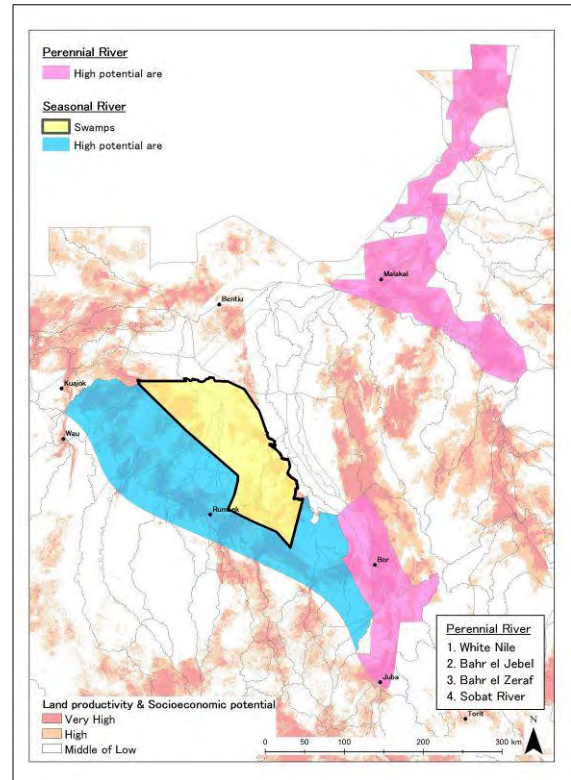 Perennial River
High potential are
Seasonal River
Swamps
High potential are
Malakal
Bentiu
Kuajok
Wau
Rumbek
Bor
Juba
Torit
Perennial River
1. White Nile
2. Bahr el Jebel
3. Bahr el Zeraf
4. Sobat River
Land productivity & Socioeconomic potential
Very High
High
Middle of Low
N
0 50 100 200 300 km